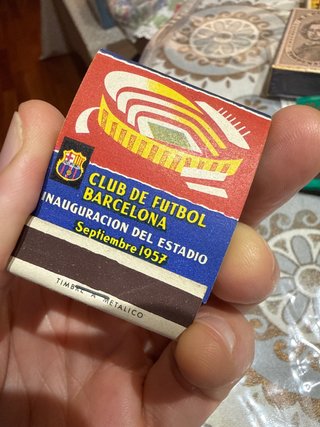 CLUB DE FUTBOL
BARCELONA
INAUGURACION DEL ESTADIO
Septiembre 1957
TIMBRE A METALICO